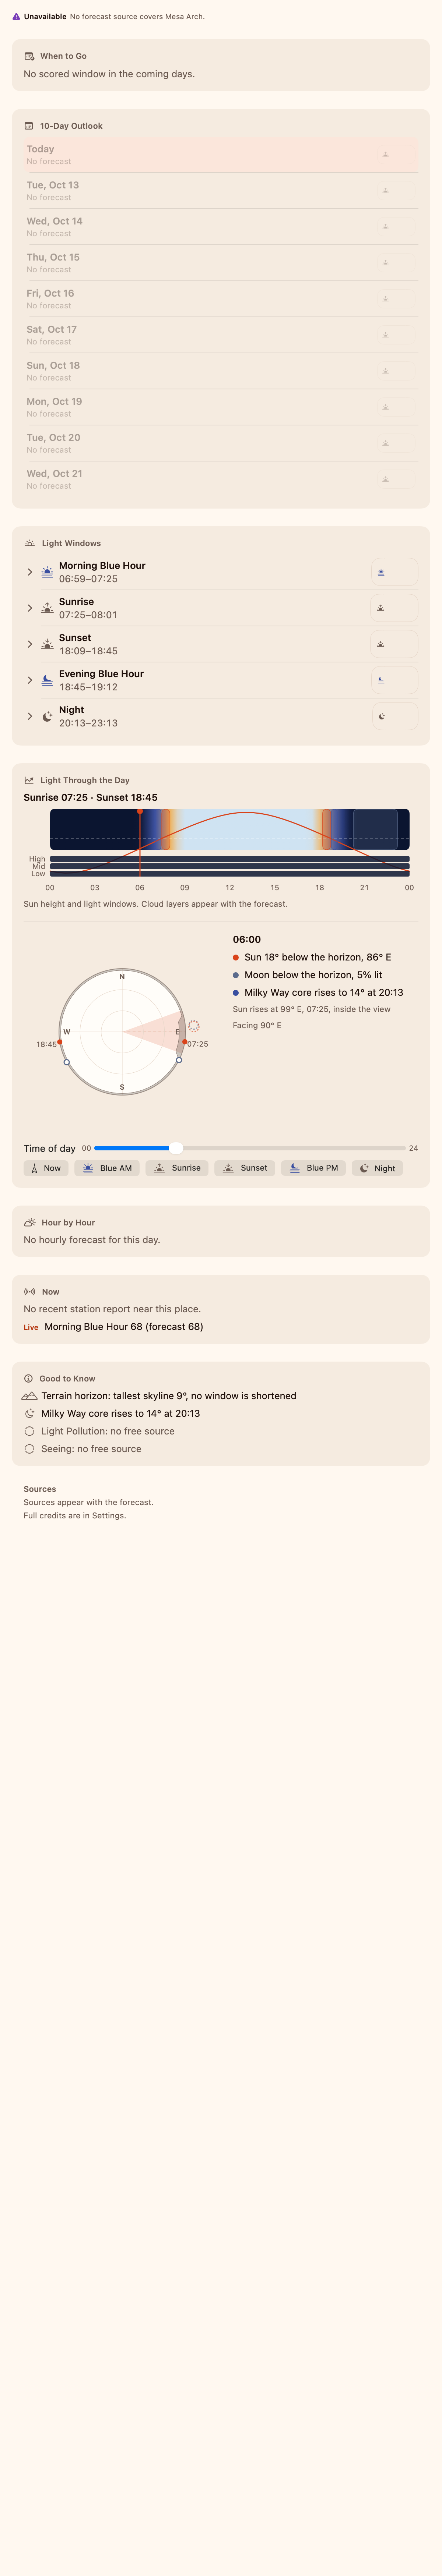 Unavailable No forecast source covers Mesa Arch.
When to Go
No scored window in the coming days.
10-Day Outlook
Today
No forecast
Tue, Oct 13
No forecast
Wed, Oct 14
No forecast
Thu, Oct 15
No forecast
Fri, Oct 16
No forecast
Sat, Oct 17
No forecast
Sun, Oct 18
No forecast
Mon, Oct 19
No forecast
Tue, Oct 20
No forecast
Wed, Oct 21
No forecast
Light Windows
Morning Blue Hour
06:59–07:25
Sunrise
07:25–08:01
Sunset
18:09–18:45
Evening Blue Hour
18:45–19:12
Night
20:13–23:13
Light Through the Day
Sunrise 07:25 · Sunset 18:45
High
Mid
Low
00 03 06 09 12 15 18 21 00
Sun height and light windows. Cloud layers appear with the forecast.
06:00
Sun 18° below the horizon, 86° E
Moon below the horizon, 5% lit
Milky Way core rises to 14° at 20:13
Sun rises at 99° E, 07:25, inside the view
Facing 90° E
N
W E
18:45 07:25
S
Time of day 00 24
Now Blue AM Sunrise Sunset Blue PM Night
Hour by Hour
No hourly forecast for this day.
Now
No recent station report near this place.
Live Morning Blue Hour 68 (forecast 68)
Good to Know
Terrain horizon: tallest skyline 9°, no window is shortened
Milky Way core rises to 14° at 20:13
Light Pollution: no free source
Seeing: no free source
Sources
Sources appear with the forecast.
Full credits are in Settings.